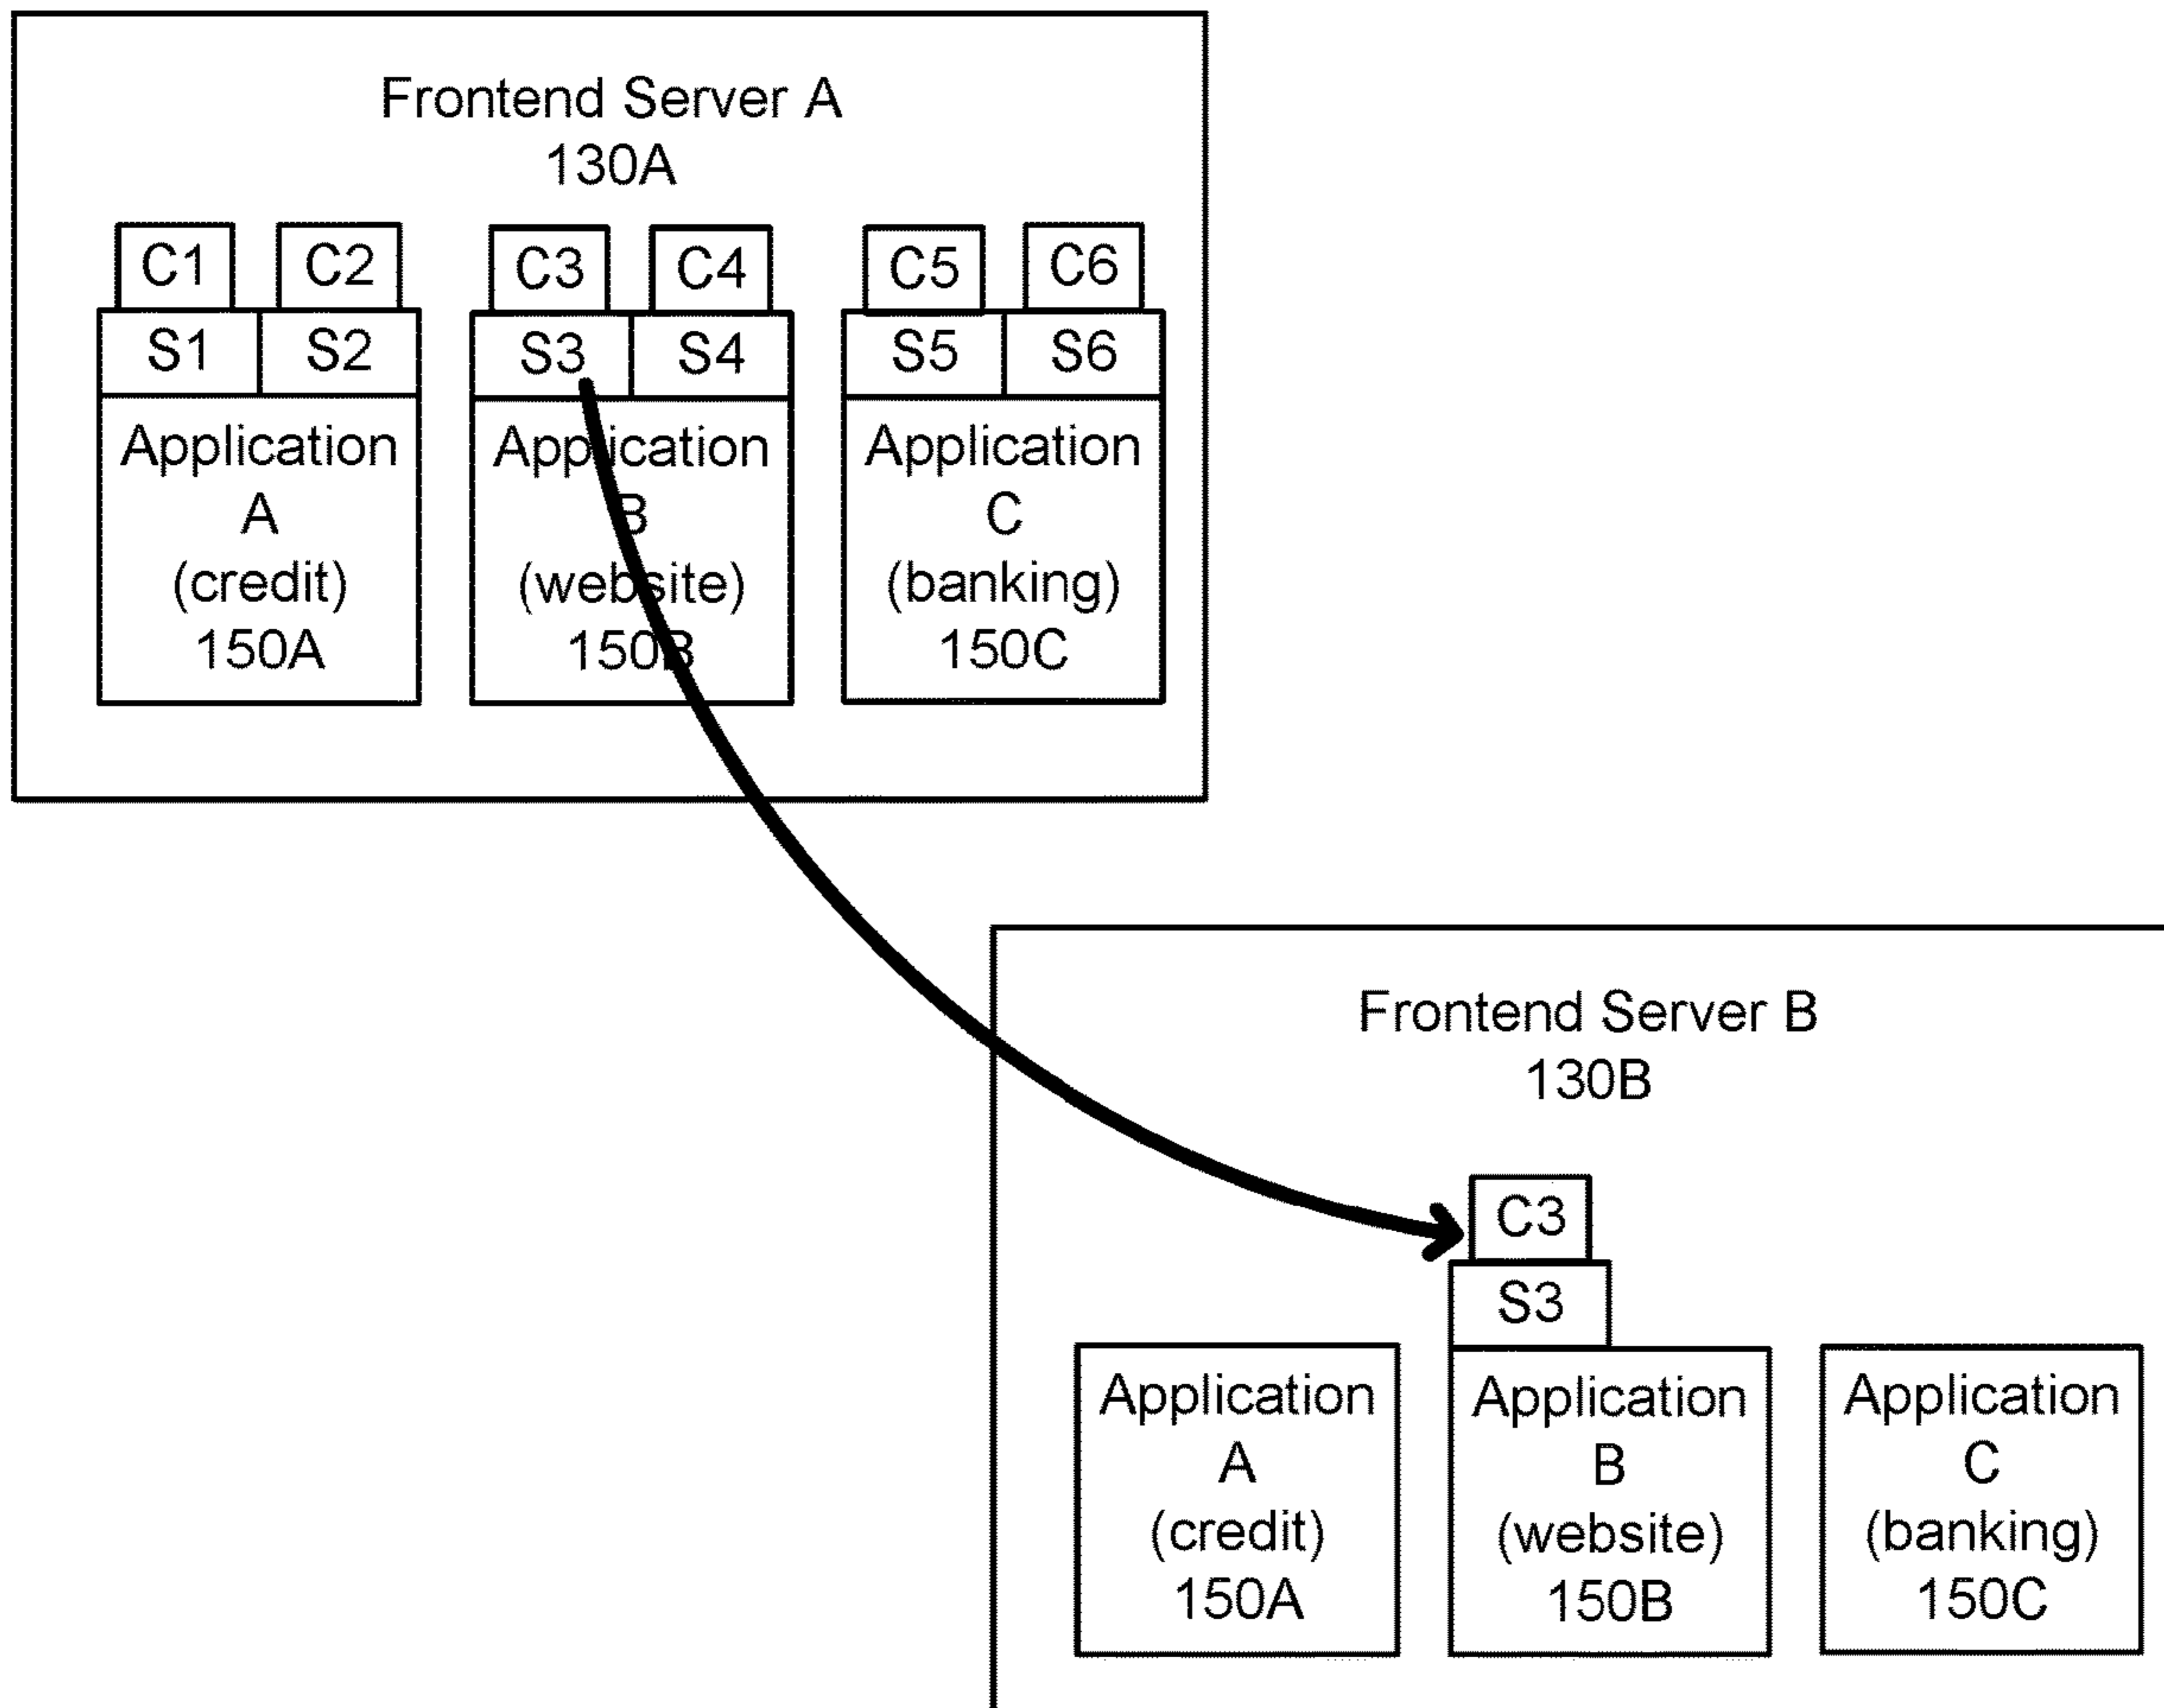 Frontend Server A
130A
C1 C2 C3 C4 C5 C6
S1 S2 S3 S4 S5 S6
Application
A
(credit)
150A
Application
B
(website)
150B
Application
C
(banking)
150C
Frontend Server B
130B
C3
S3
Application
A
(credit)
150A
Application
B
(website)
150B
Application
C
(banking)
150C